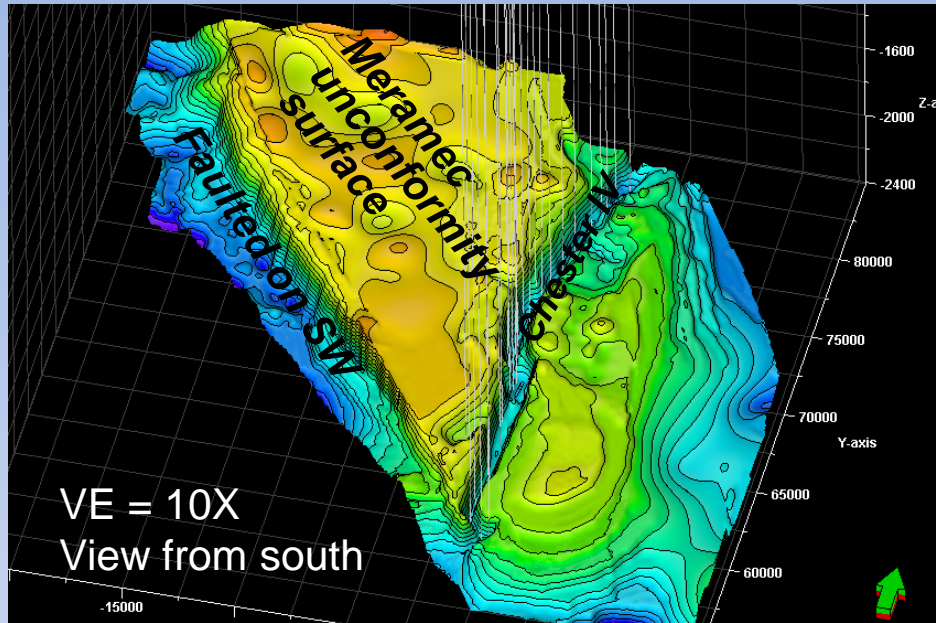 -1600
Z-a
-2000
-2400
Meramec
unconformity
surface
Faulted on SW
Chester IV
80000
75000
70000
Y-axis
65000
60000
VE = 10X
View from south
-15000